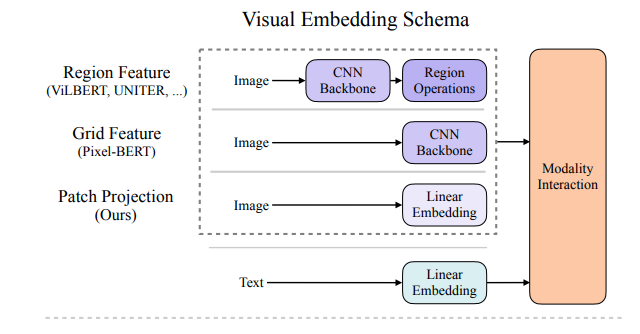 Visual Embedding Schema
Region Feature
(ViLBERT, UNITER, ...)
Image
CNN
Backbone
Region
Operations
Grid Feature
(Pixel-BERT)
Image
CNN
Backbone
Patch Projection
(Ours)
Image
Linear
Embedding
Modality
Interaction
Text
Linear
Embedding